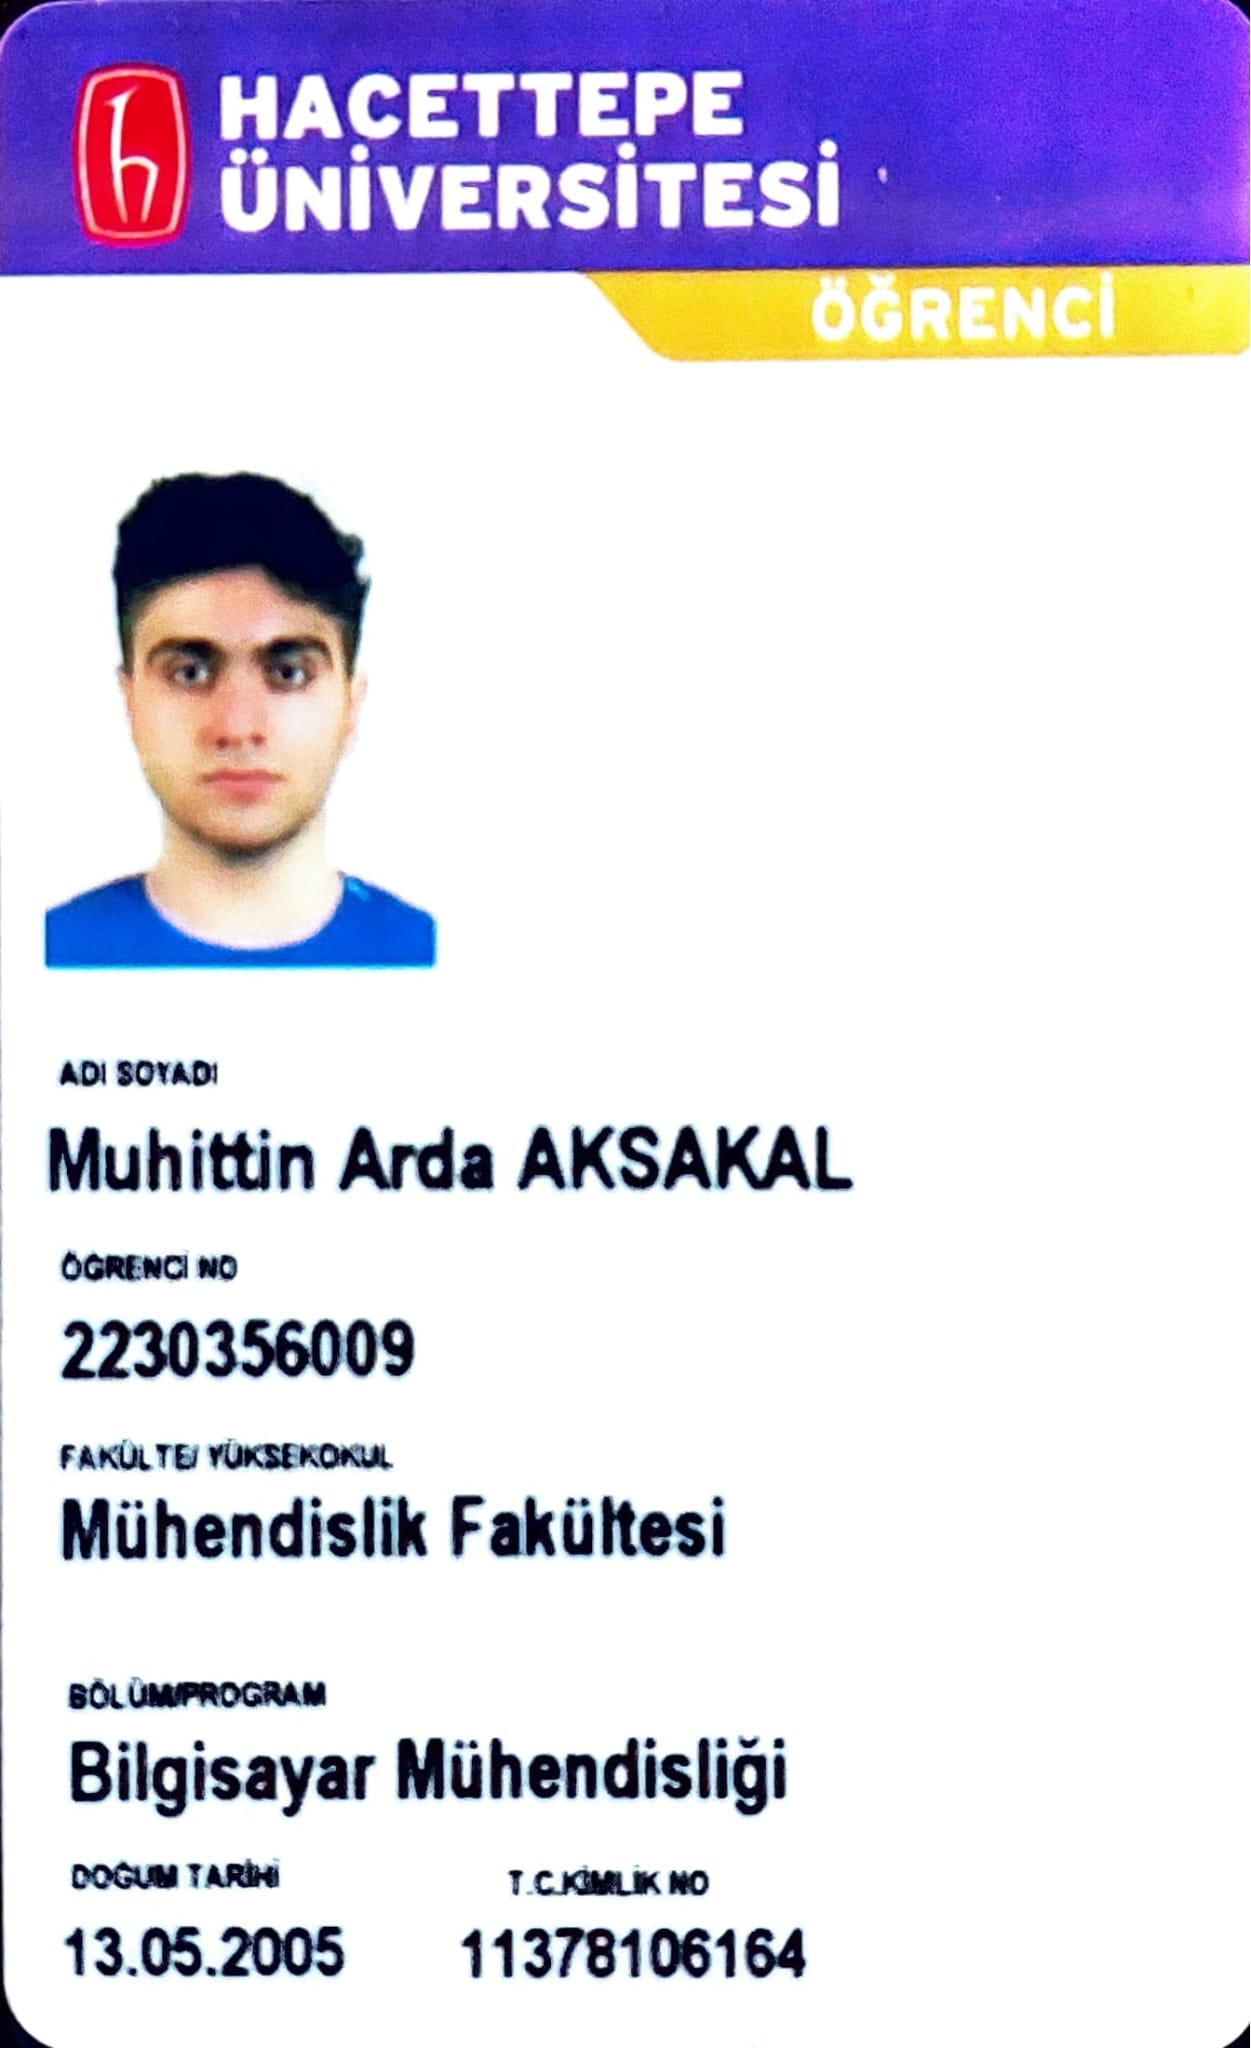 HACETTEPE
ÜNİVERSİTESİ
ÖĞRENCİ
ADI SOYADI
Muhittin Arda AKSAKAL
ÖĞRENCİ NO
2230356009
FAKÜLTE/ YÜKSEKOKUL
Mühendislik Fakültesi
BÖLÜM/PROGRAM
Bilgisayar Mühendisliği
DOĞUM TARİHİ T.C.KİMLİK NO
13.05.2005 11378106164